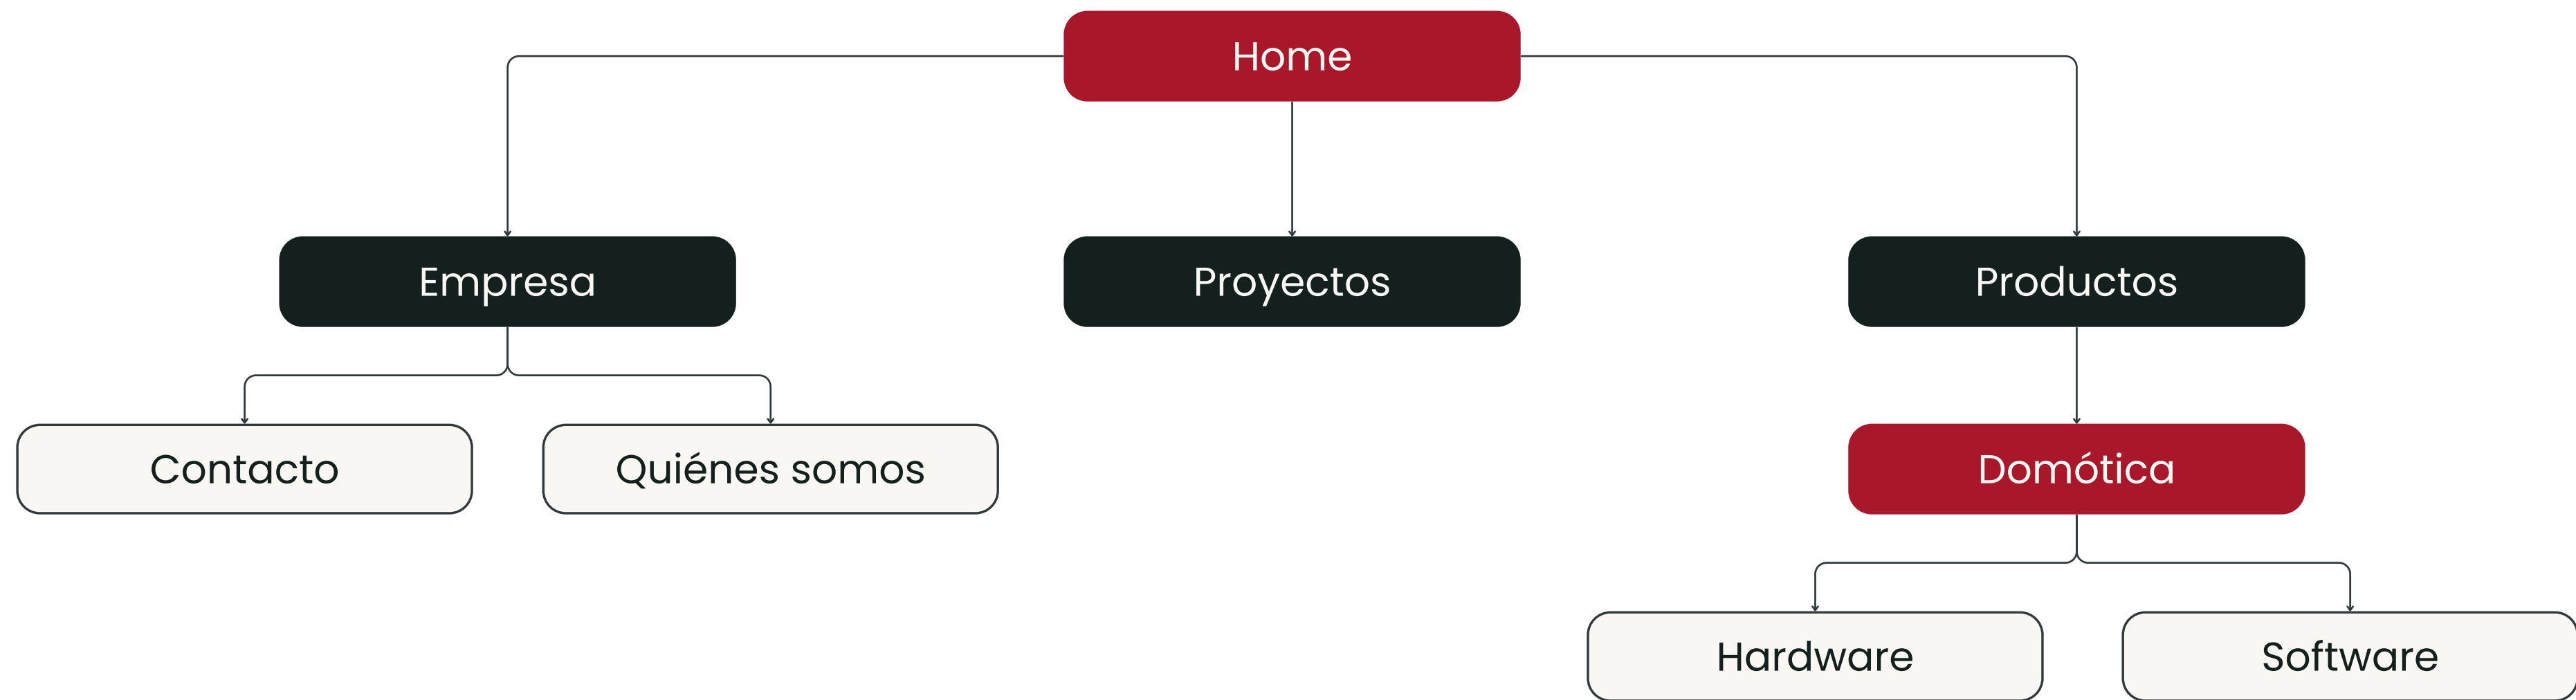 Home
Empresa
Proyectos
Productos
Contacto
Quiénes somos
Domótica
Hardware
Software